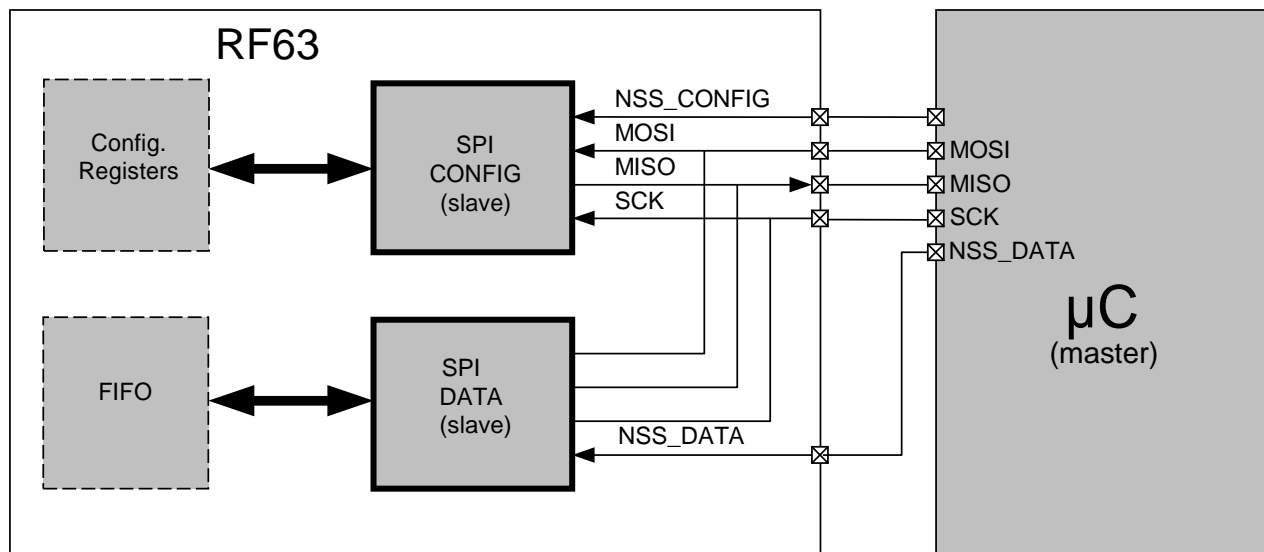 RF63
Config.
Registers
SPI
CONFIG
(slave)
NSS_CONFIG
MOSI
MISO
SCK
MOSI
MISO
SCK
NSS_DATA
µC
(master)
FIFO
SPI
DATA
(slave)
NSS_DATA